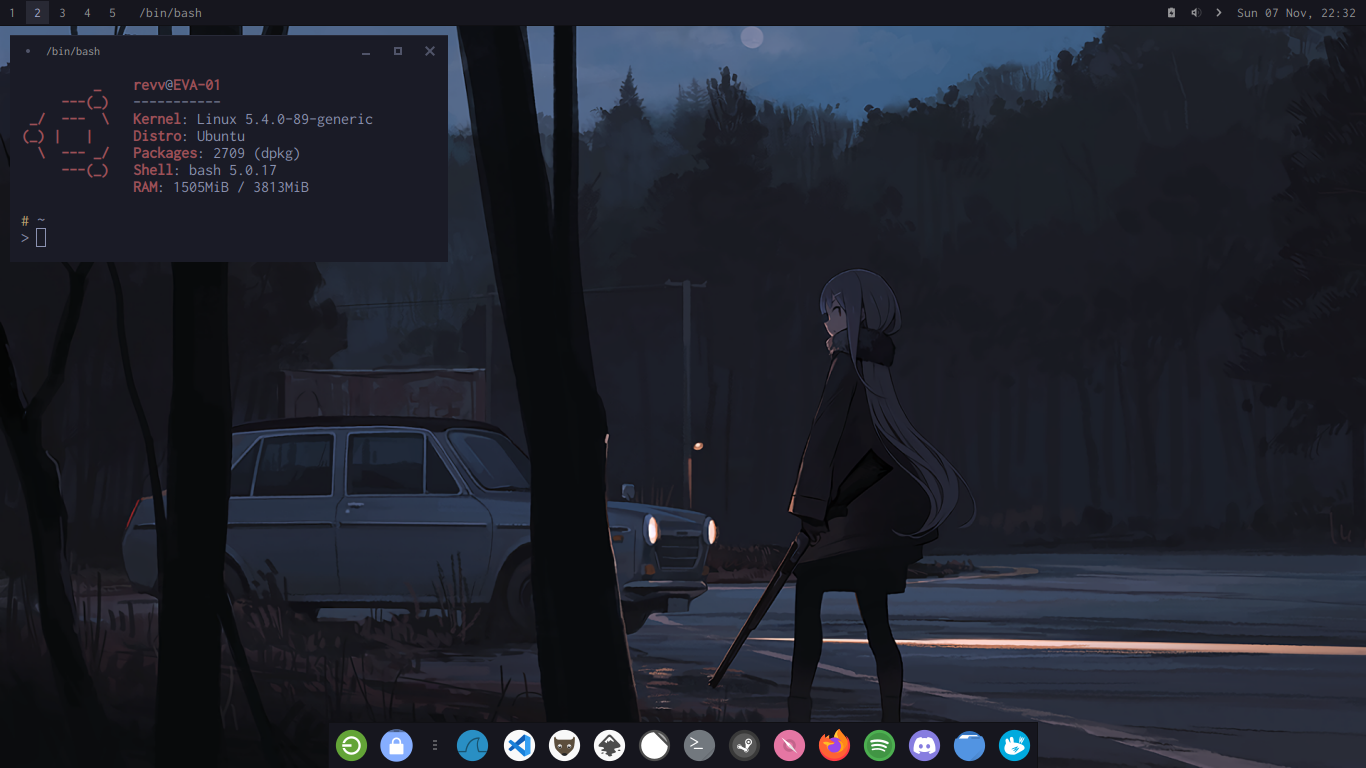 1 2 3 4 5 /bin/bash Sun 07 Nov, 22:32
/bin/bash
revv@EVA-01
-----------
Kernel: Linux 5.4.0-89-generic
Distro: Ubuntu
Packages: 2709 (dpkg)
Shell: bash 5.0.17
RAM: 1505MiB / 3813MiB
# ~
>